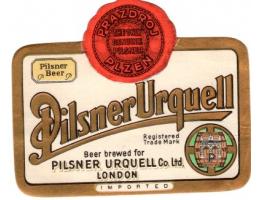 PRAZDROJ
PLZEŇ
Pilsner
Beer
Pilsner Urquell
Registered
Trade Mark
Beer brewed for
PILSNER URQUELL Co. Ltd.
LONDON
IMPORTED